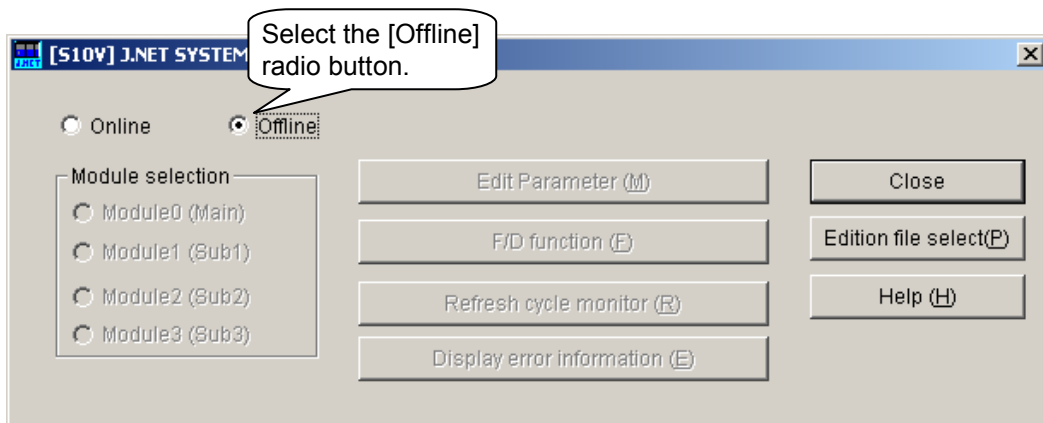 Select the [Offline]
radio button.
[S10V] J.NET SYSTEM
J.NET
Online
Offline
Module selection
Module0 (Main)
Module1 (Sub1)
Module2 (Sub2)
Module3 (Sub3)
Edit Parameter (M)
F/D function (F)
Refresh cycle monitor (R)
Display error information (E)
Close
Edition file select(P)
Help (H)